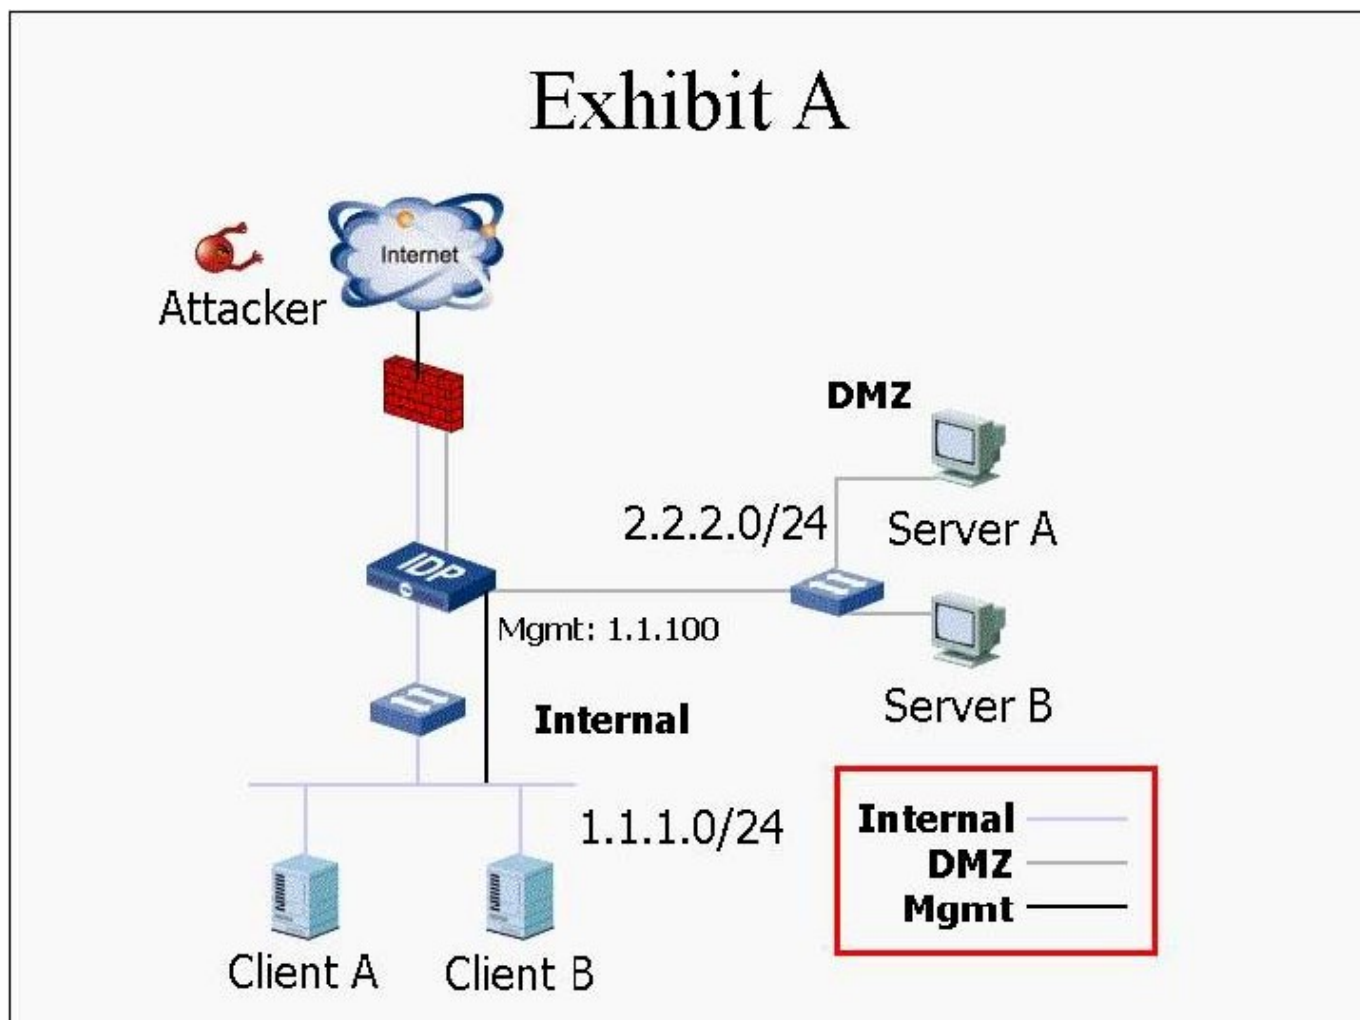 Exhibit A
Internet
Attacker
DMZ
2.2.2.0/24
Server A
IDP
Mgmt: 1.1.100
Server B
Internal
1.1.1.0/24
Internal
DMZ
Mgmt
Client A
Client B